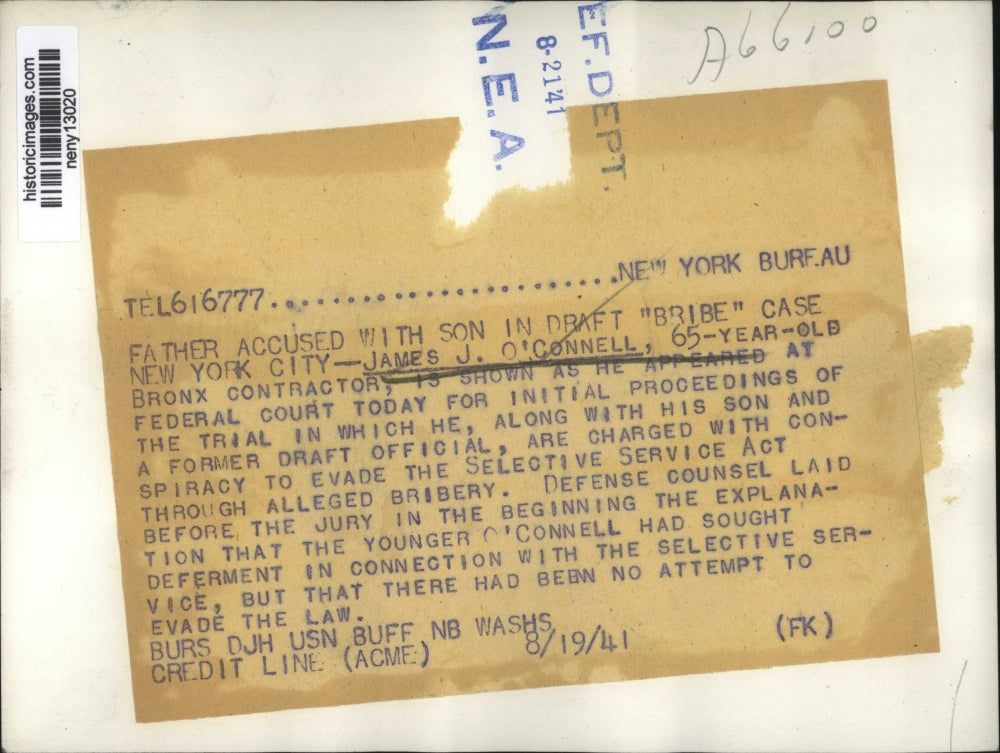 historicimages.com
neny13020
N.E.A.
8-2141
EF.DEPT.
A66100
TEL616777.............................NEW YORK BUREAU
FATHER ACCUSED WITH SON IN DRAFT "BRIBE" CASE
NEW YORK CITY—JAMES J. O'CONNELL, 65-YEAR-OLD
BRONX CONTRACTOR, IS SHOWN AS HE APPEARED AT
FEDERAL COURT TODAY FOR INITIAL PROCEEDINGS OF
THE TRIAL IN WHICH HE, ALONG WITH HIS SON AND
A FORMER DRAFT OFFICIAL, ARE CHARGED WITH CON-
SPIRACY TO EVADE THE SELECTIVE SERVICE ACT
THROUGH ALLEGED BRIBERY. DEFENSE COUNSEL LAID
BEFORE THE JURY IN THE BEGINNING THE EXPLANA-
TION THAT THE YOUNGER O'CONNELL HAD SOUGHT
DEFERMENT IN CONNECTION WITH THE SELECTIVE SER-
VICE, BUT THAT THERE HAD BEEN NO ATTEMPT TO
EVADE THE LAW.
BURS DJH USN BUFF NB WASHS
CREDIT LINE (ACME) 8/19/41 (FK)